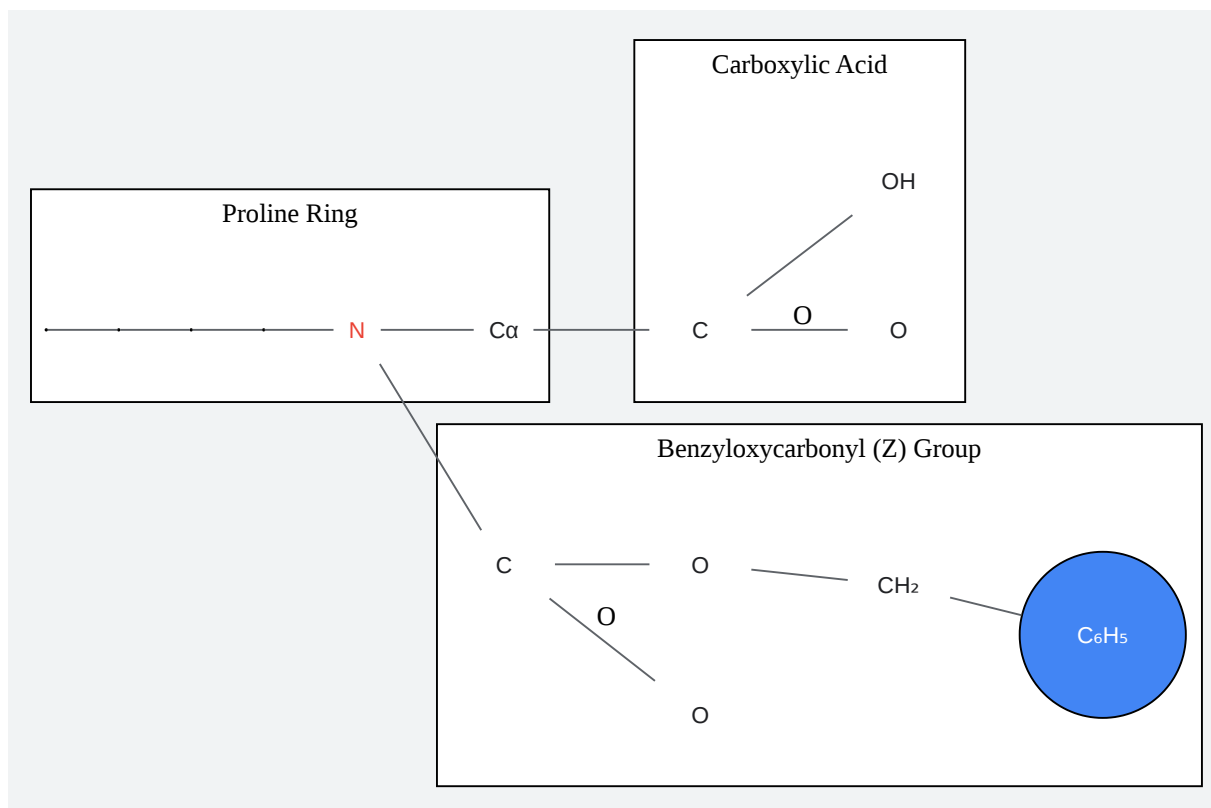 Carboxylic Acid
OH
Proline Ring
N
Cα
C
O
O
Benzyloxycarbonyl (Z) Group
C
O
CH₂
O
C₆H₅
O